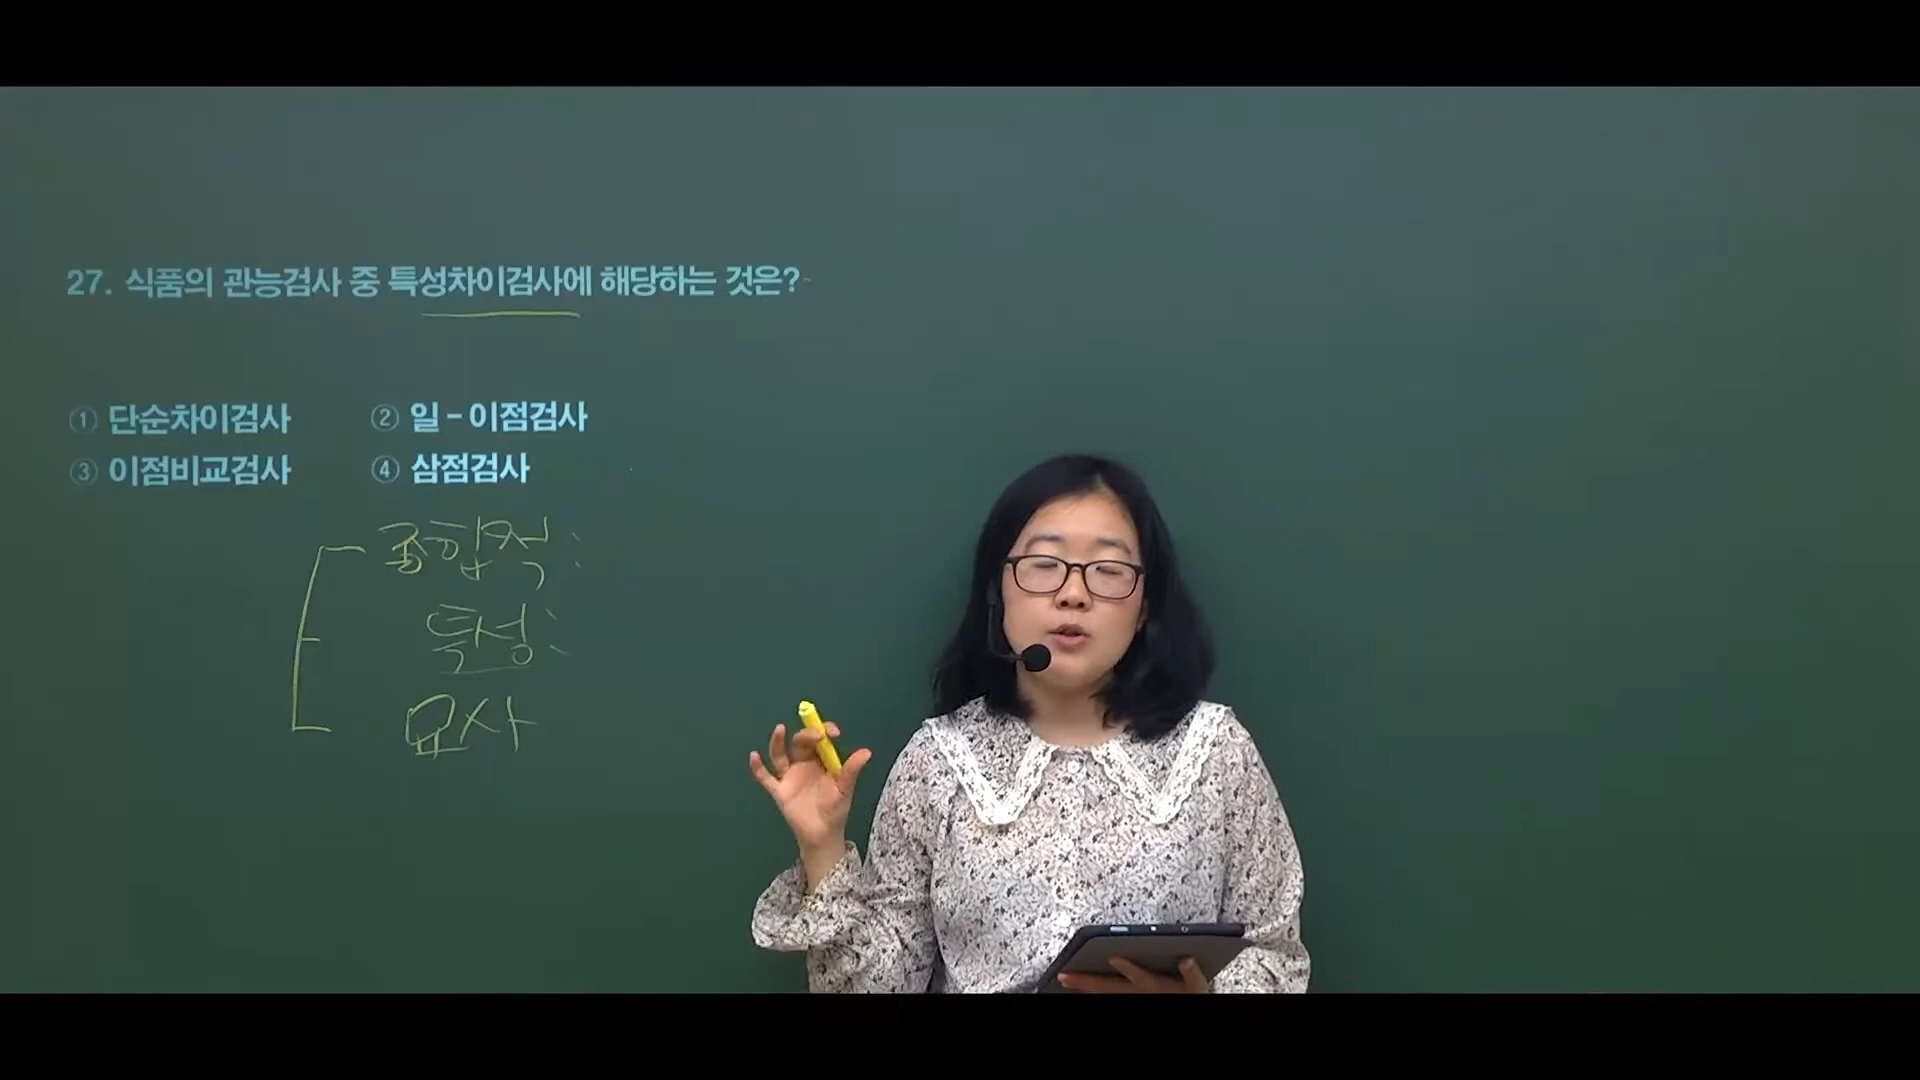 27. 식품의 관능검사 중 특성차이검사에 해당하는 것은?
① 단순차이검사 ② 일-이점검사
③ 이점비교검사 ④ 삼점검사
종합적:
특성:
묘사